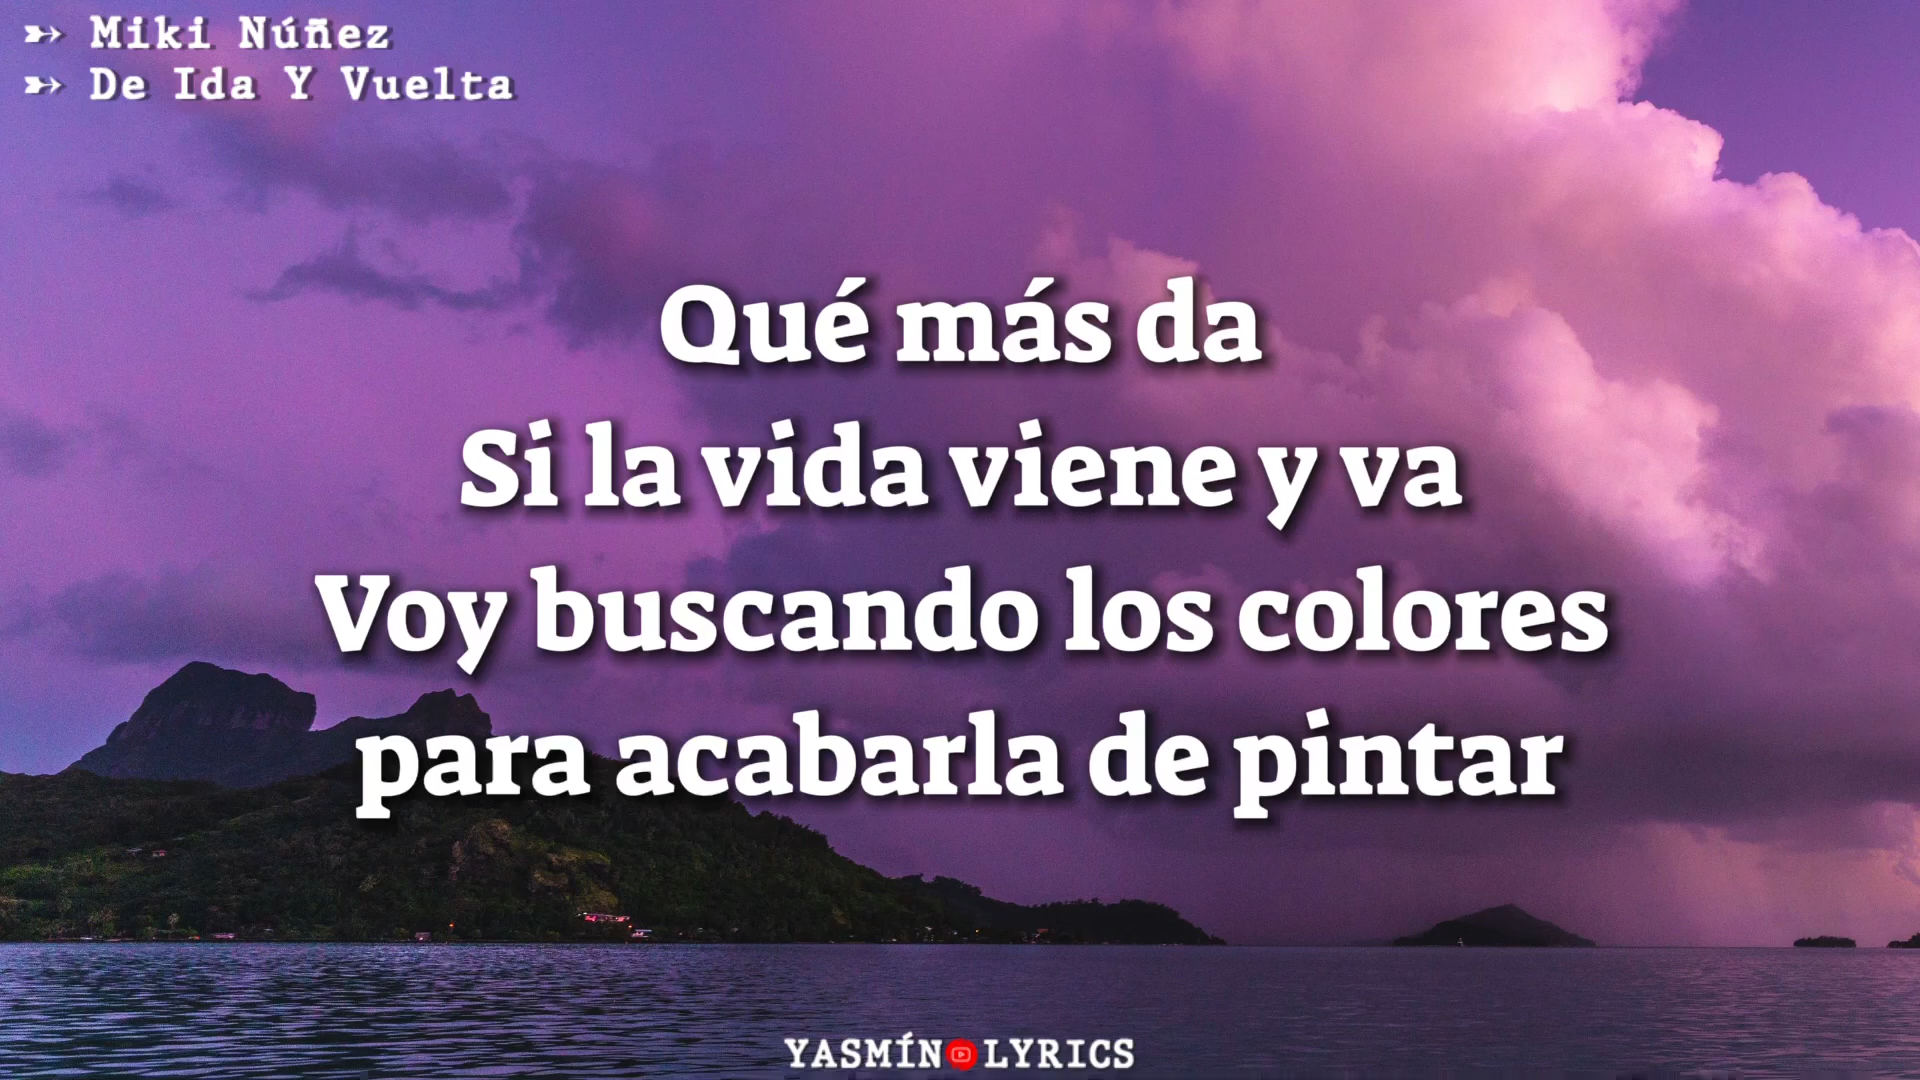 ➳ Miki Núñez
➳ De Ida Y Vuelta
Qué más da
Si la vida viene y va
Voy buscando los colores
para acabarla de pintar
YASMÍN LYRICS